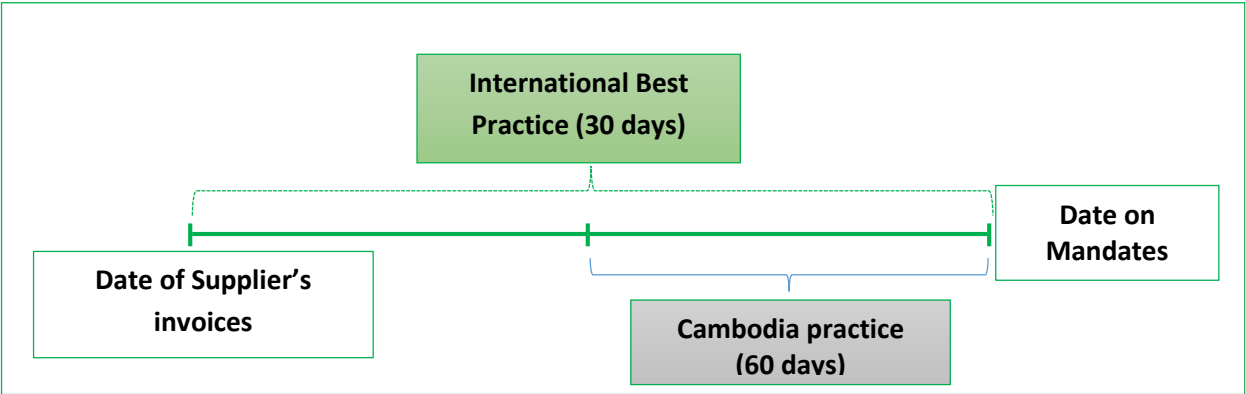 International Best
Practice (30 days)
Date on
Mandates
Date of Supplier’s
invoices
Cambodia practice
(60 days)